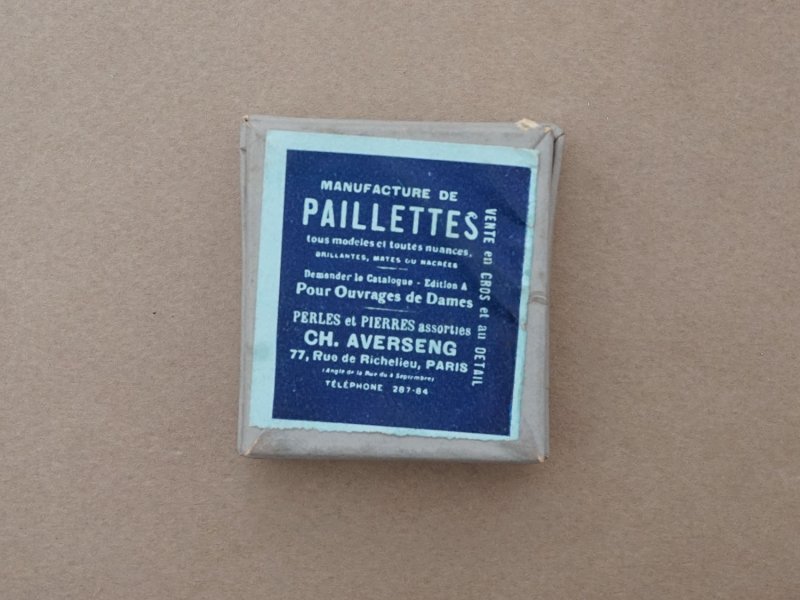 MANUFACTURE DE
PAILLETTES
tous modeles et toutes nuances,
BRILLANTES, MATES OU NACRÉES
Demander le Catalogue - Edition A
Pour Ouvrages de Dames
PERLES et PIERRES assorties
CH. AVERSENG
77, Rue de Richelieu, PARIS
(Angle de la Rue du 4 Septembre)
TÉLÉPHONE 287-84
VENTE en GROS et au DETAIL